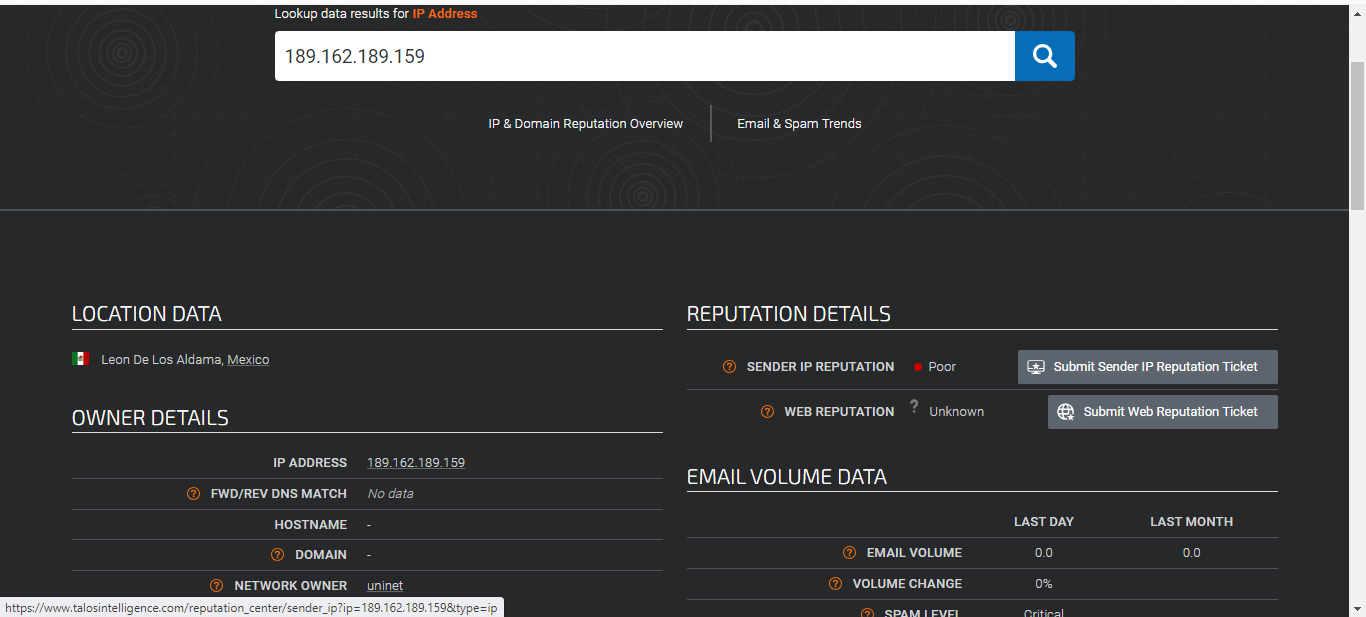 Lookup data results for IP Address
189.162.189.159
IP & Domain Reputation Overview
Email & Spam Trends
LOCATION DATA
Leon De Los Aldama, Mexico
OWNER DETAILS
IP ADDRESS 189.162.189.159
? FWD/REV DNS MATCH No data
HOSTNAME -
? DOMAIN -
? NETWORK OWNER uninet
REPUTATION DETAILS
? SENDER IP REPUTATION Poor Submit Sender IP Reputation Ticket
? WEB REPUTATION ? Unknown Submit Web Reputation Ticket
EMAIL VOLUME DATA
LAST DAY LAST MONTH
? EMAIL VOLUME 0.0 0.0
? VOLUME CHANGE 0%
? SPAM LEVEL Critical
https://www.talosintelligence.com/reputation_center/sender_ip?ip=189.162.189.159&type=ip